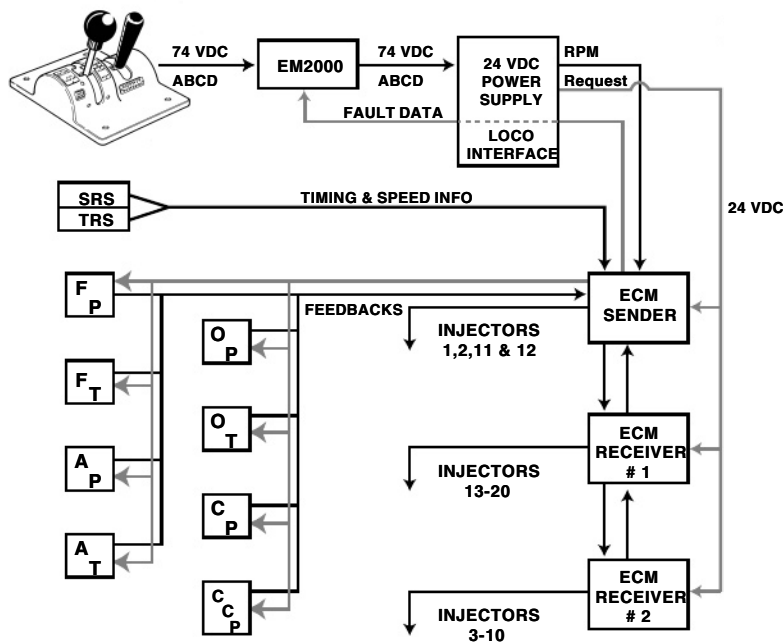 74 VDC
ABCD
EM2000
74 VDC
ABCD
24 VDC
POWER
SUPPLY
LOCO
INTERFACE
RPM
Request
FAULT DATA
SRS
TRS
TIMING & SPEED INFO
24 VDC
F
P
FEEDBACKS
ECM
SENDER
O
P
INJECTORS
1,2,11 & 12
F
T
O
T
ECM
RECEIVER
# 1
A
P
INJECTORS
13-20
C
P
A
T
ECM
RECEIVER
# 2
C
C
P
INJECTORS
3-10